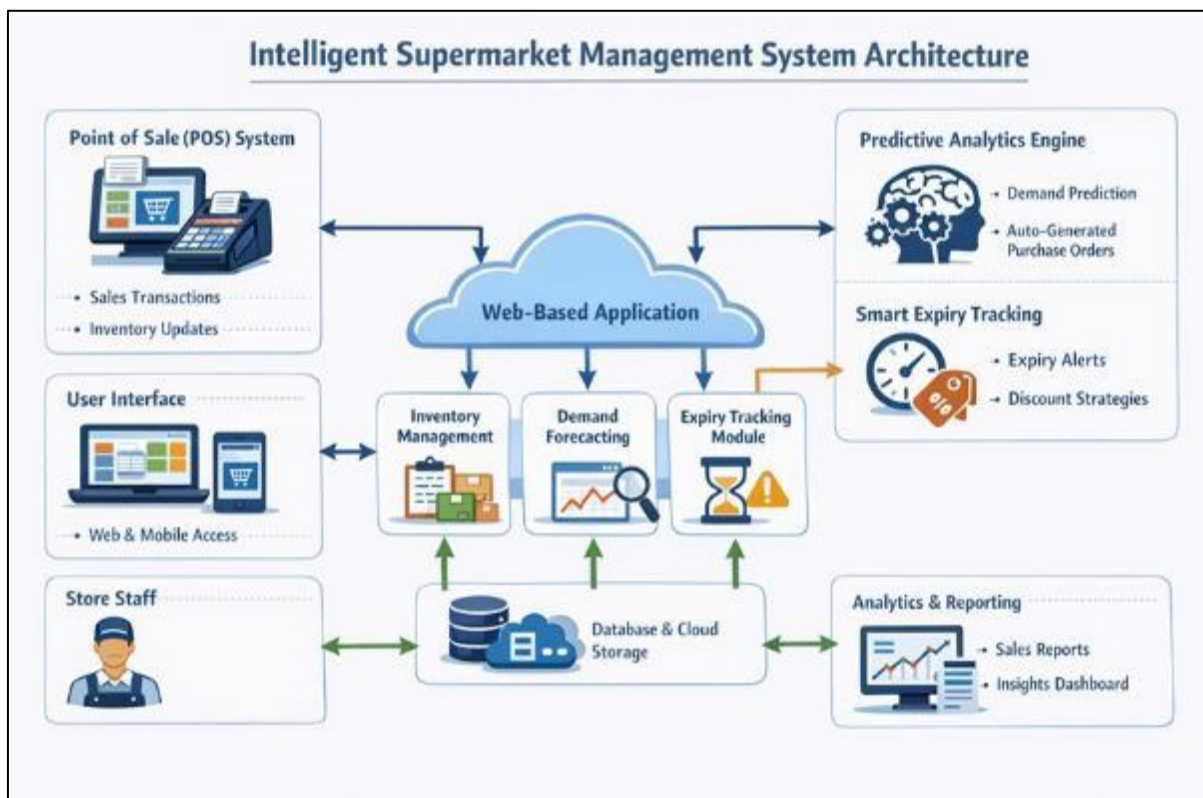 Intelligent Supermarket Management System Architecture
Point of Sale (POS) System
• Sales Transactions
• Inventory Updates
User Interface
• Web & Mobile Access
Store Staff
Web-Based Application
Inventory
Management
Demand
Forecacting
Expiry Tracking
Module
Database & Cloud
Storage
Predictive Analytics Engine
• Demand Prediction
• Auto-Generated
Purchase Orders
Smart Expiry Tracking
%
• Expiry Alerts
• Discount Strategies
Analytics & Reporting
• Sales Reports
• Insights Dashboard